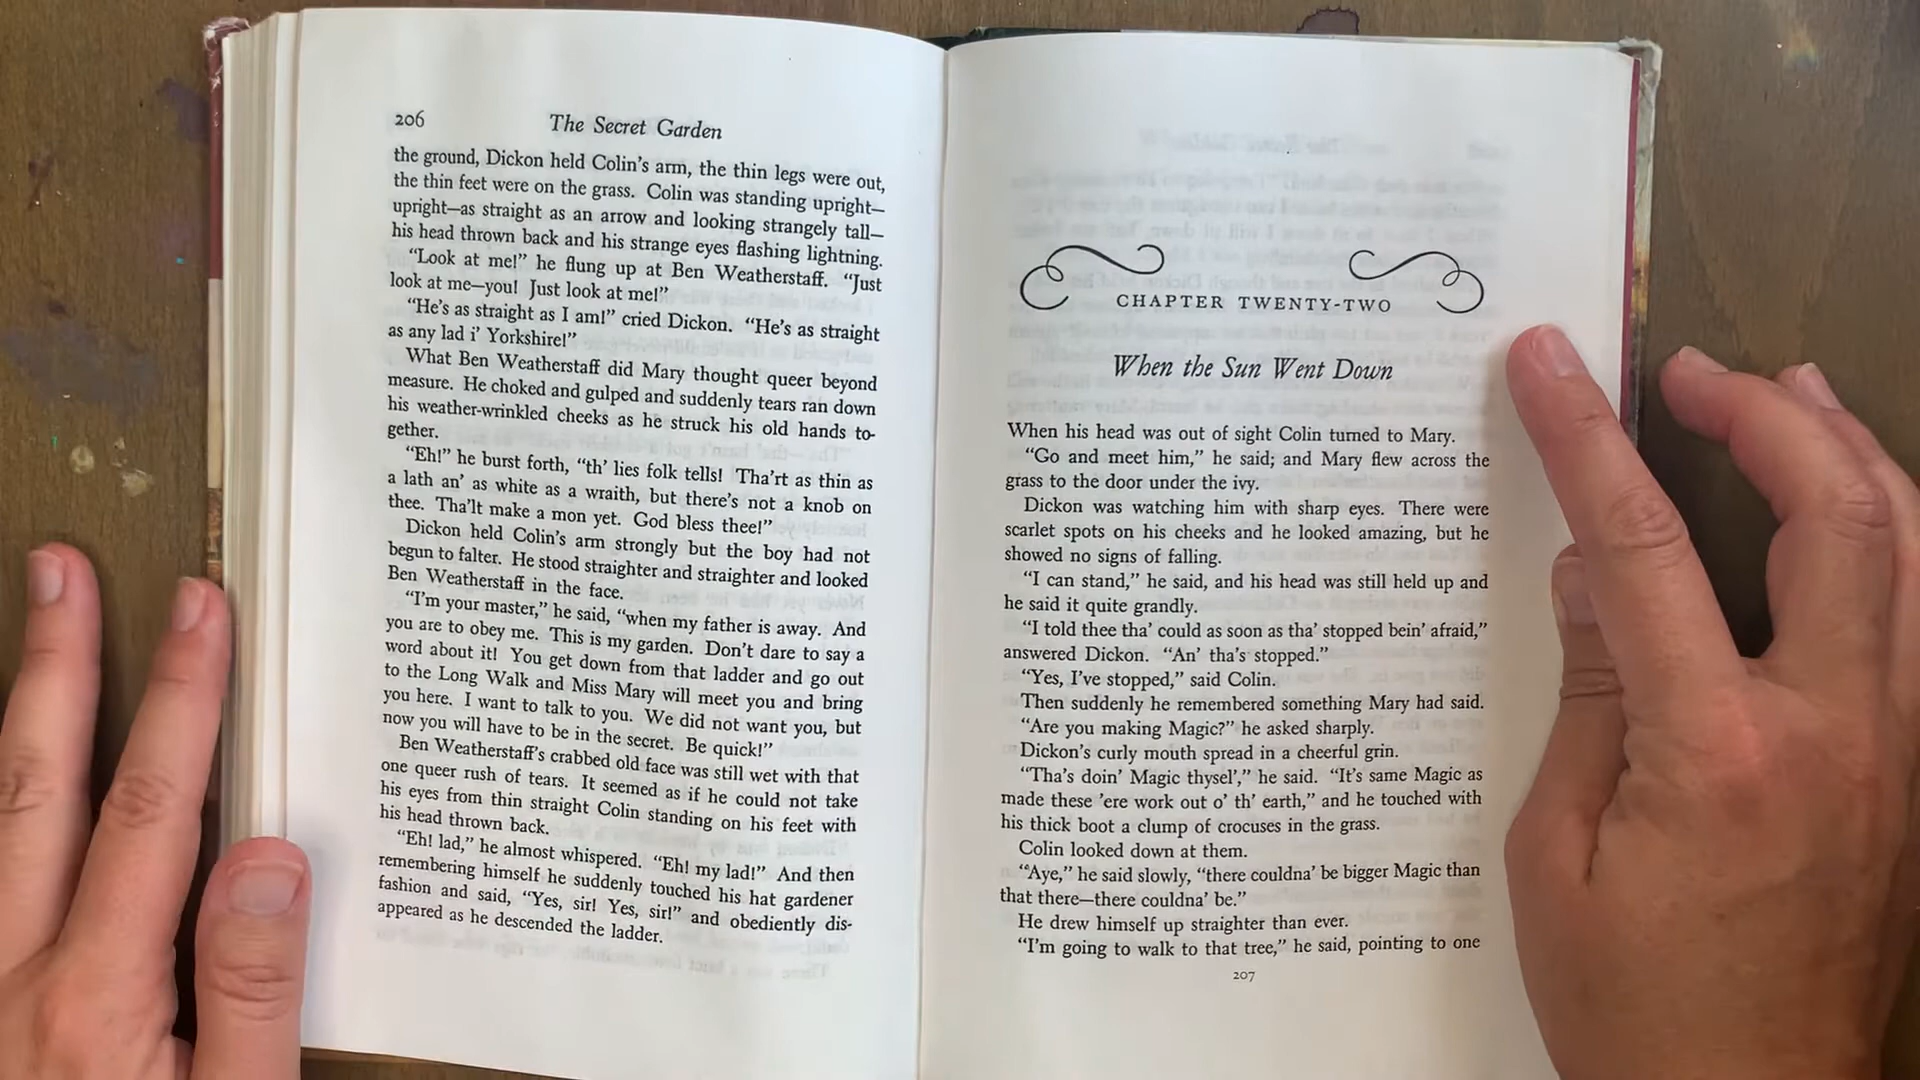 206
The Secret Garden
the ground, Dickon held Colin's arm, the thin legs were out,
the thin feet were on the grass. Colin was standing upright—
upright—as straight as an arrow and looking strangely tall—
his head thrown back and his strange eyes flashing lightning.
"Look at me!" he flung up at Ben Weatherstaff. "Just
look at me—you! Just look at me!"
"He's as straight as I am!" cried Dickon. "He's as straight
as any lad i' Yorkshire!"
What Ben Weatherstaff did Mary thought queer beyond
measure. He choked and gulped and suddenly tears ran down
his weather-wrinkled cheeks as he struck his old hands to-
gether.
"Eh!" he burst forth, "th' lies folk tells! Tha'rt as thin as
a lath an' as white as a wraith, but there's not a knob on
thee. Tha'lt make a mon yet. God bless thee!"
Dickon held Colin's arm strongly but the boy had not
begun to falter. He stood straighter and straighter and looked
Ben Weatherstaff in the face.
"I'm your master," he said, "when my father is away. And
you are to obey me. This is my garden. Don't dare to say a
word about it! You get down from that ladder and go out
to the Long Walk and Miss Mary will meet you and bring
you here. I want to talk to you. We did not want you, but
now you will have to be in the secret. Be quick!"
Ben Weatherstaff's crabbed old face was still wet with that
one queer rush of tears. It seemed as if he could not take
his eyes from thin straight Colin standing on his feet with
his head thrown back.
"Eh! lad," he almost whispered. "Eh! my lad!" And then
remembering himself he suddenly touched his hat gardener
fashion and said, "Yes, sir! Yes, sir!" and obediently dis-
appeared as he descended the ladder.
CHAPTER TWENTY-TWO
When the Sun Went Down
When his head was out of sight Colin turned to Mary.
"Go and meet him," he said; and Mary flew across the
grass to the door under the ivy.
Dickon was watching him with sharp eyes. There were
scarlet spots on his cheeks and he looked amazing, but he
showed no signs of falling.
"I can stand," he said, and his head was still held up and
he said it quite grandly.
"I told thee tha' could as soon as tha' stopped bein' afraid,"
answered Dickon. "An' tha's stopped."
"Yes, I've stopped," said Colin.
Then suddenly he remembered something Mary had said.
"Are you making Magic?" he asked sharply.
Dickon's curly mouth spread in a cheerful grin.
"Tha's doin' Magic thysel'," he said. "It's same Magic as
made these 'ere work out o' th' earth," and he touched with
his thick boot a clump of crocuses in the grass.
Colin looked down at them.
"Aye," he said slowly, "there couldna' be bigger Magic than
that there—there couldna' be."
He drew himself up straighter than ever.
"I'm going to walk to that tree," he said, pointing to one
207